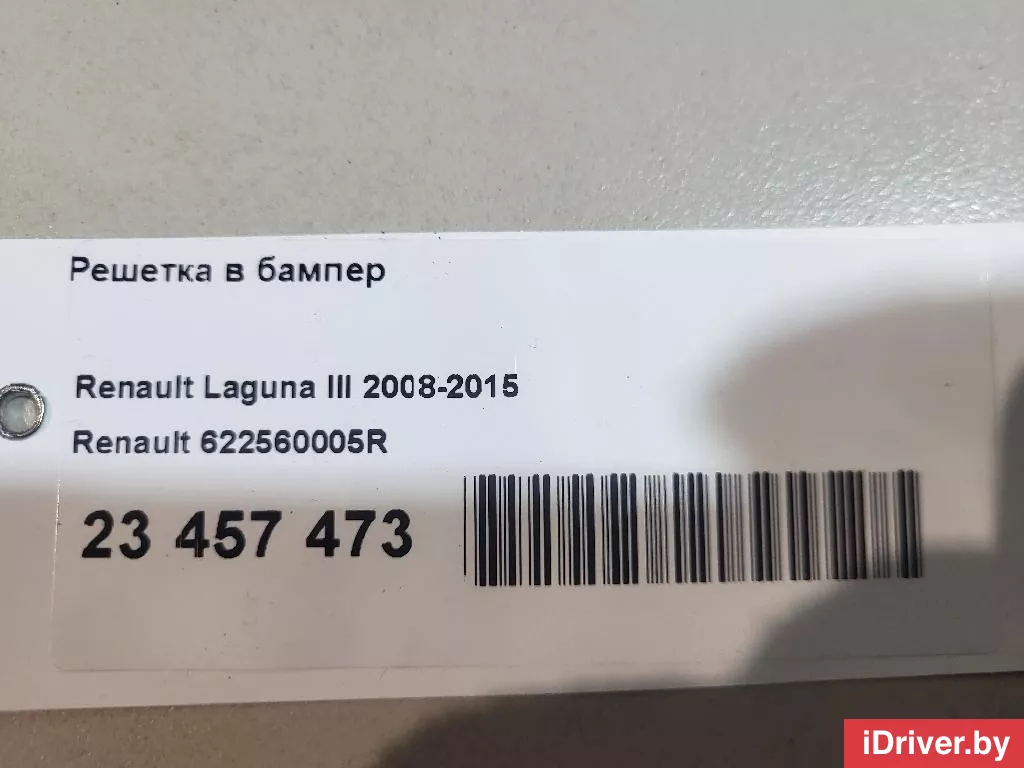 Решетка в бампер
Renault Laguna III 2008-2015
Renault 622560005R
23 457 473
iDriver.by